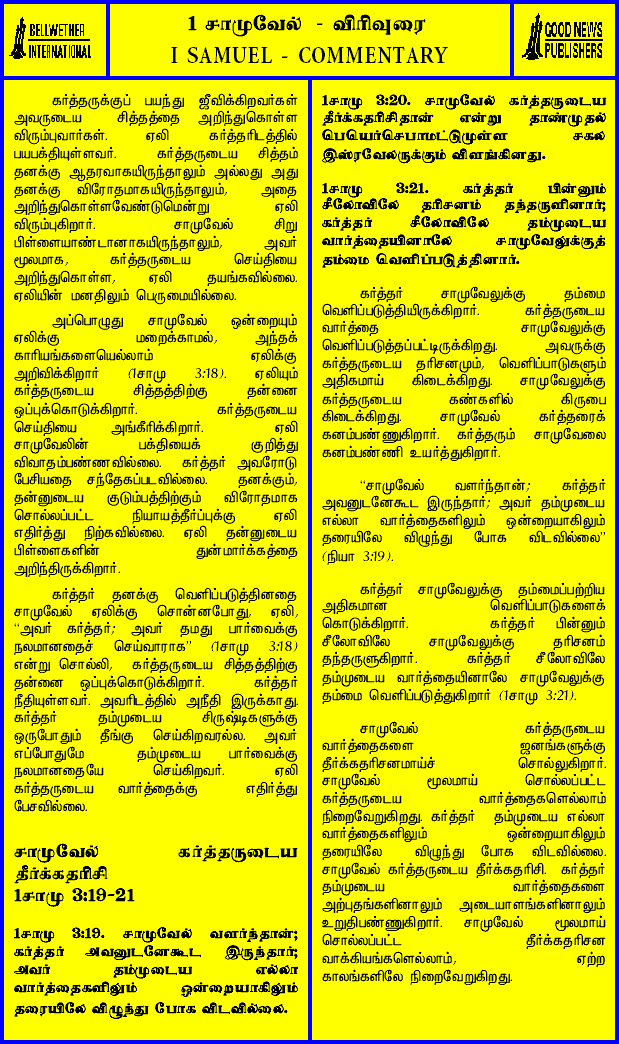 BELLWETHER
INTERNATIONAL
1 சாமுவேல் - விரிவுரை
I SAMUEL - COMMENTARY
GOOD NEWS
PUBLISHERS
கர்த்தருக்குப் பயந்து ஜீவிக்கிறவர்கள்
அவருடைய சித்தத்தை அறிந்துகொள்ள
விரும்புவார்கள். ஏலி கர்த்தரிடத்தில்
பயபக்தியுள்ளவர். கர்த்தருடைய சித்தம்
தனக்கு ஆதரவாகயிருந்தாலும் அல்லது அது
தனக்கு விரோதமாகயிருந்தாலும், அதை
அறிந்துகொள்ளவேண்டுமென்று ஏலி
விரும்புகிறார். சாமுவேல் சிறு
பிள்ளையாண்டானாகயிருந்தாலும், அவர்
மூலமாக, கர்த்தருடைய செய்தியை
அறிந்துகொள்ள, ஏலி தயங்கவில்லை.
ஏலியின் மனதிலும் பெருமையில்லை.
அப்பொழுது சாமுவேல் ஒன்றையும்
ஏலிக்கு மறைக்காமல், அந்தக்
காரியங்களையெல்லாம் ஏலிக்கு
அறிவிக்கிறார் (1சாமு 3:18). ஏலியும்
கர்த்தருடைய சித்தத்திற்கு தன்னை
ஒப்புக்கொடுக்கிறார். கர்த்தருடைய
செய்தியை அங்கீரிக்கிறார். ஏலி
சாமுவேலின் பக்தியைக் குறித்து
விவாதம்பண்ணவில்லை. கர்த்தர் அவரோடு
பேசியதை சந்தேகப்படவில்லை. தனக்கும்,
தன்னுடைய குடும்பத்திற்கும் விரோதமாக
சொல்லப்பட்ட நியாயத்தீர்ப்புக்கு ஏலி
எதிர்த்து நிற்கவில்லை. ஏலி தன்னுடைய
பிள்ளைகளின் துன்மார்க்கத்தை
அறிந்திருக்கிறார்.
கர்த்தர் தனக்கு வெளிப்படுத்தினதை
சாமுவேல் ஏலிக்கு சொன்னபோது, ஏலி,
“அவர் கர்த்தர்; அவர் தமது பார்வைக்கு
நலமானதைச் செய்வாராக” (1சாமு 3:18)
என்று சொல்லி, கர்த்தருடைய சித்தத்திற்கு
தன்னை ஒப்புக்கொடுக்கிறார். கர்த்தர்
நீதியுள்ளவர். அவரிடத்தில் அநீதி இருக்காது.
கர்த்தர் தம்முடைய சிருஷ்டிகளுக்கு
ஒருபோதும் தீங்கு செய்கிறவரல்ல. அவர்
எப்போதுமே தம்முடைய பார்வைக்கு
நலமானதையே செய்கிறவர். ஏலி
கர்த்தருடைய வார்த்தைக்கு எதிர்த்து
பேசவில்லை.
சாமுவேல் கர்த்தருடைய
தீர்க்கதரிசி
1சாமு 3:19-21
1சாமு 3:19. சாமுவேல் வளர்ந்தான்;
கர்த்தர் அவனுடனேகூட இருந்தார்;
அவர் தம்முடைய எல்லா
வார்த்தைகளிலும் ஒன்றையாகிலும்
தரையிலே விழுந்து போக விடவில்லை.
1சாமு 3:20. சாமுவேல் கர்த்தருடைய
தீர்க்கதரிசிதான் என்று தாண்முதல்
பெயெர்செபாமட்டுமுள்ள சகல
இஸ்ரவேலருக்கும் விளங்கினது.
1சாமு 3:21. கர்த்தர் பின்னும்
சீலோவிலே தரிசனம் தந்தருளினார்;
கர்த்தர் சீலோவிலே தம்முடைய
வார்த்தையினாலே சாமுவேலுக்குத்
தம்மை வெளிப்படுத்தினார்.
கர்த்தர் சாமுவேலுக்கு தம்மை
வெளிப்படுத்தியிருக்கிறார். கர்த்தருடைய
வார்த்தை சாமுவேலுக்கு
வெளிப்படுத்தப்பட்டிருக்கிறது. அவருக்கு
கர்த்தருடைய தரிசனமும், வெளிப்பாடுகளும்
அதிகமாய் கிடைக்கிறது. சாமுவேலுக்கு
கர்த்தருடைய கண்களில் கிருபை
கிடைக்கிறது. சாமுவேல் கர்த்தரைக்
கனம்பண்ணுகிறார். கர்த்தரும் சாமுவேலை
கனம்பண்ணி உயர்த்துகிறார்.
“சாமுவேல் வளர்ந்தான்; கர்த்தர்
அவனுடனேகூட இருந்தார்; அவர் தம்முடைய
எல்லா வார்த்தைகளிலும் ஒன்றையாகிலும்
தரையிலே விழுந்து போக விடவில்லை”
(நியா 3:19).
கர்த்தர் சாமுவேலுக்கு தம்மைப்பற்றிய
அதிகமான வெளிப்பாடுகளைக்
கொடுக்கிறார். கர்த்தர் பின்னும்
சீலோவிலே சாமுவேலுக்கு தரிசனம்
தந்தருளுகிறார். கர்த்தர் சீலோவிலே
தம்முடைய வார்த்தையினாலே சாமுவேலுக்கு
தம்மை வெளிப்படுத்துகிறார் (1சாமு 3:21).
சாமுவேல் கர்த்தருடைய
வார்த்தைகளை ஜனங்களுக்கு
தீர்க்கதரிசனமாய்ச் சொல்லுகிறார்.
சாமுவேல் மூலமாய் சொல்லப்பட்ட
கர்த்தருடைய வார்த்தைகளெல்லாம்
நிறைவேறுகிறது. கர்த்தர் தம்முடைய எல்லா
வார்த்தைகளிலும் ஒன்றையாகிலும்
தரையிலே விழுந்து போக விடவில்லை.
சாமுவேல் கர்த்தருடைய தீர்க்கதரிசி. கர்த்தர்
தம்முடைய வார்த்தைகளை
அற்புதங்களினாலும் அடையாளங்களினாலும்
உறுதிபண்ணுகிறார். சாமுவேல் மூலமாய்
சொல்லப்பட்ட தீர்க்கதரிசன
வாக்கியங்களெல்லாம், ஏற்ற
காலங்களிலே நிறைவேறுகிறது.